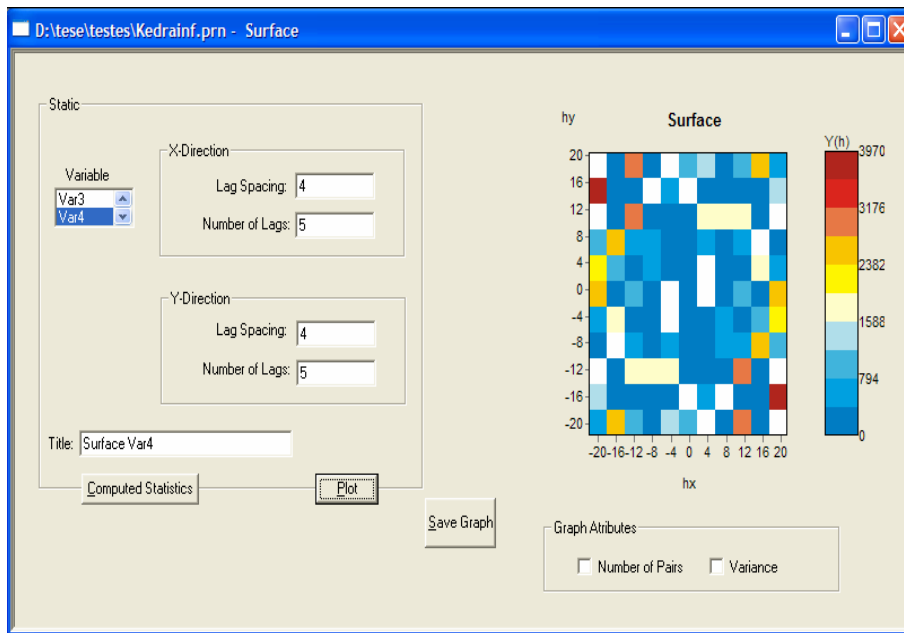 D:\tese\testes\Kedrainf.prn - Surface
Static
Variable
Var3
Var4
X-Direction
Lag Spacing: 4
Number of Lags: 5
Y-Direction
Lag Spacing: 4
Number of Lags: 5
Title: Surface Var4
Computed Statistics
Plot
Save Graph
hy
Surface
Y(h)
20
16
12
8
4
0
-4
-8
-12
-16
-20
-20 -16 -12 -8 -4 0 4 8 12 16 20
hx
3970
3176
2382
1588
794
0
Graph Atributes
Number of Pairs
Variance